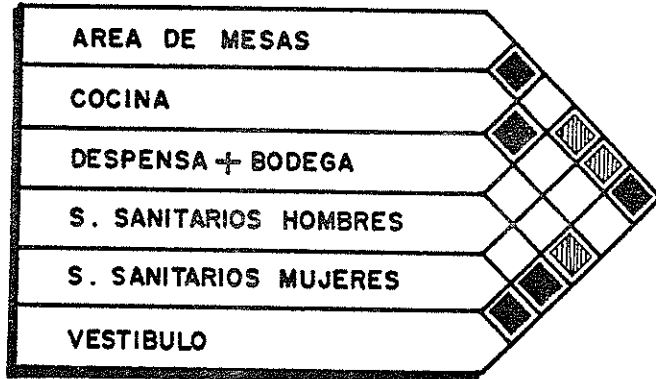 AREA DE MESAS
COCINA
DESPENSA + BODEGA
S. SANITARIOS HOMBRES
S. SANITARIOS MUJERES
VESTIBULO